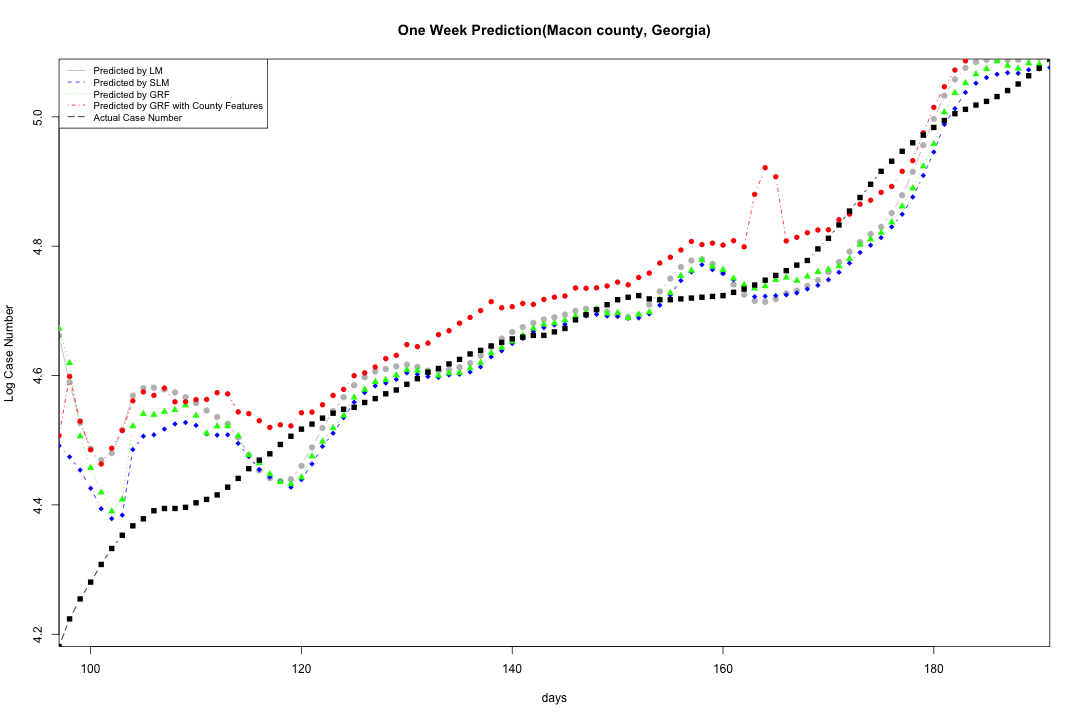 One Week Prediction(Macon county, Georgia)
Predicted by LM
Predicted by SLM
Predicted by GRF
Predicted by GRF with County Features
Actual Case Number
Log Case Number
5.0
4.8
4.6
4.4
4.2
100 120 140 160 180
days